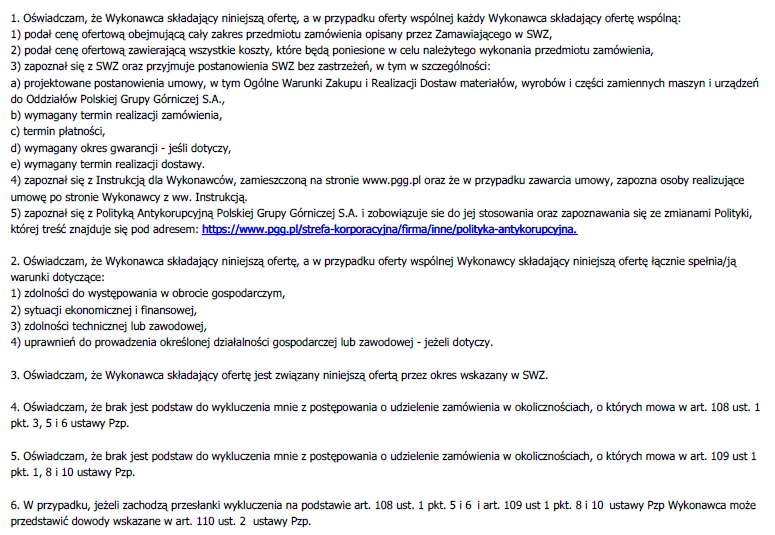 1. Oświadczam, że Wykonawca składający niniejszą ofertę, a w przypadku oferty wspólnej każdy Wykonawca składający ofertę wspólną:
1) podał cenę ofertową obejmującą cały zakres przedmiotu zamówienia opisany przez Zamawiającego w SWZ,
2) podał cenę ofertową zawierającą wszystkie koszty, które będą poniesione w celu należytego wykonania przedmiotu zamówienia,
3) zapoznał się z SWZ oraz przyjmuje postanowienia SWZ bez zastrzeżeń, w tym w szczególności:
a) projektowane postanowienia umowy, w tym Ogólne Warunki Zakupu i Realizacji Dostaw materiałów, wyrobów i części zamiennych maszyn i urządzeń
do Oddziałów Polskiej Grupy Górniczej S.A.,
b) wymagany termin realizacji zamówienia,
c) termin płatności,
d) wymagany okres gwarancji - jeśli dotyczy,
e) wymagany termin realizacji dostawy.
4) zapoznał się z Instrukcją dla Wykonawców, zamieszczoną na stronie www.pgg.pl oraz że w przypadku zawarcia umowy, zapozna osoby realizujące
umowę po stronie Wykonawcy z ww. Instrukcją.
5) zapoznał się z Polityką Antykorupcyjną Polskiej Grupy Górniczej S.A. i zobowiązuje sie do jej stosowania oraz zapoznawania się ze zmianami Polityki,
której treść znajduje się pod adresem: https://www.pgg.pl/strefa-korporacyjna/firma/inne/polityka-antykorupcyjna.
2. Oświadczam, że Wykonawca składający niniejszą ofertę, a w przypadku oferty wspólnej Wykonawcy składający niniejszą ofertę łącznie spełnia/ją
warunki dotyczące:
1) zdolności do występowania w obrocie gospodarczym,
2) sytuacji ekonomicznej i finansowej,
3) zdolności technicznej lub zawodowej,
4) uprawnień do prowadzenia określonej działalności gospodarczej lub zawodowej - jeżeli dotyczy.
3. Oświadczam, że Wykonawca składający ofertę jest związany niniejszą ofertą przez okres wskazany w SWZ.
4. Oświadczam, że brak jest podstaw do wykluczenia mnie z postępowania o udzielenie zamówienia w okolicznościach, o których mowa w art. 108 ust. 1
pkt. 3, 5 i 6 ustawy Pzp.
5. Oświadczam, że brak jest podstaw do wykluczenia mnie z postępowania o udzielenie zamówienia w okolicznościach, o których mowa w art. 109 ust 1
pkt. 1, 8 i 10 ustawy Pzp.
6. W przypadku, jeżeli zachodzą przesłanki wykluczenia na podstawie art. 108 ust. 1 pkt. 5 i 6 i art. 109 ust 1 pkt. 8 i 10 ustawy Pzp Wykonawca może
przedstawić dowody wskazane w art. 110 ust. 2 ustawy Pzp.